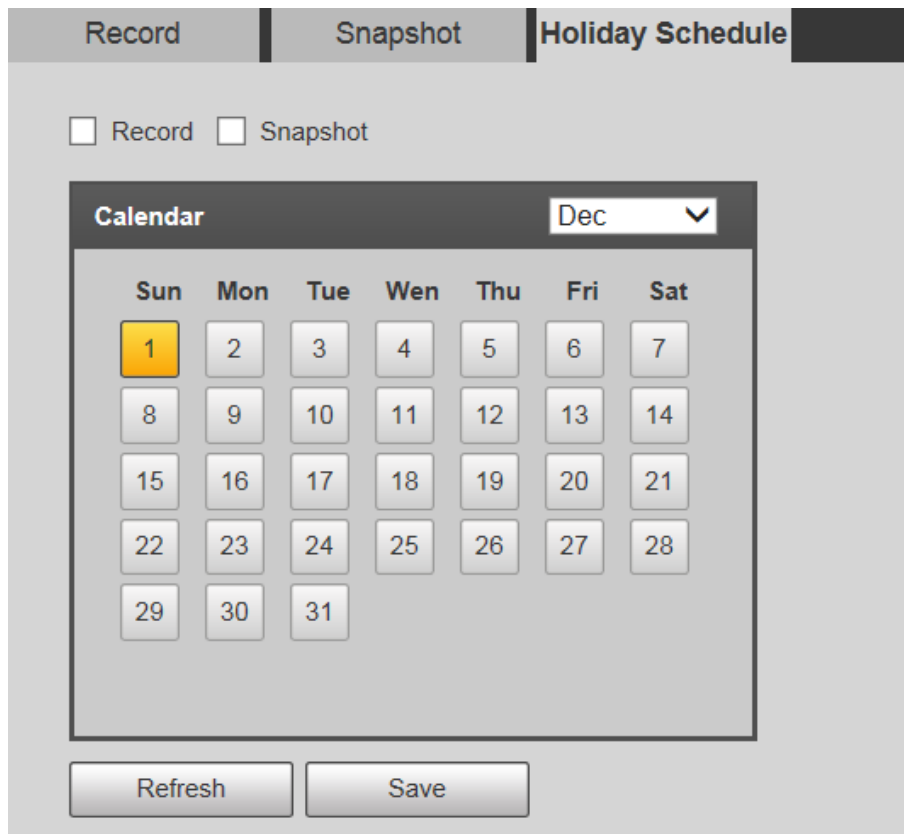 Record Snapshot Holiday Schedule
Record Snapshot
Calendar Dec
Sun Mon Tue Wen Thu Fri Sat
1 2 3 4 5 6 7
8 9 10 11 12 13 14
15 16 17 18 19 20 21
22 23 24 25 26 27 28
29 30 31
Refresh Save